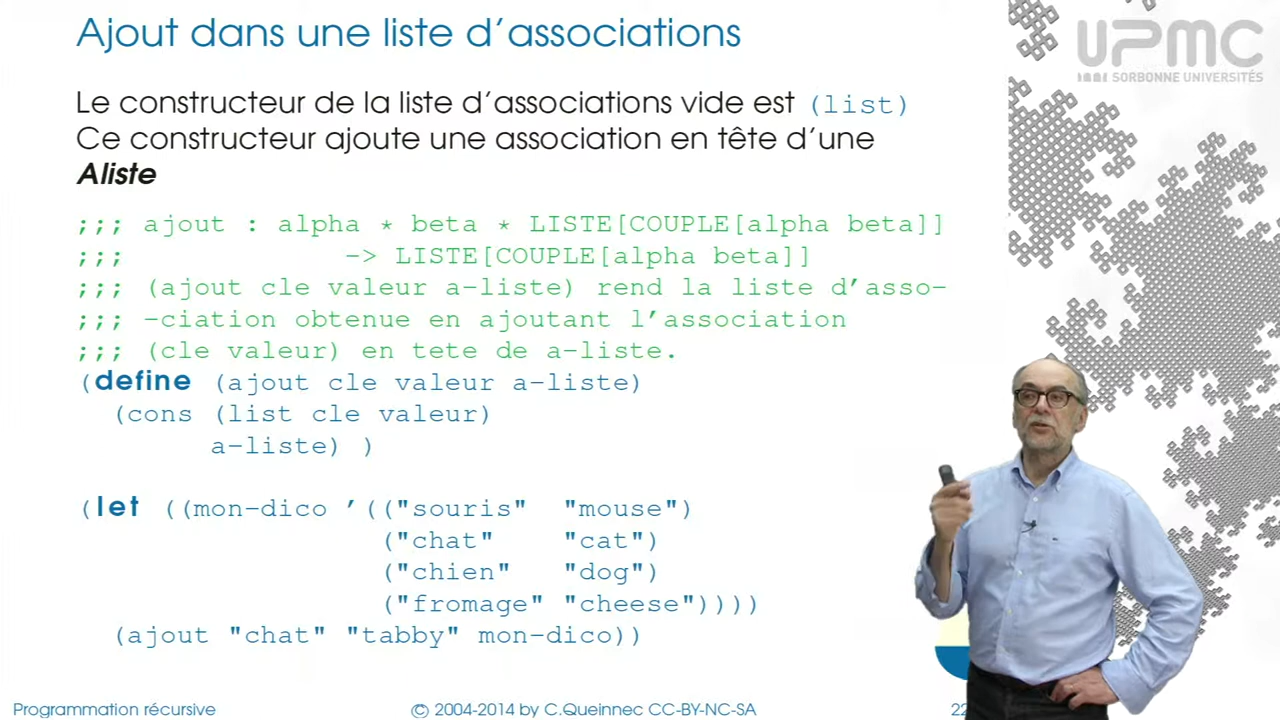 Ajout dans une liste d'associations
UPMC
SORBONNE UNIVERSITÉS
Le constructeur de la liste d'associations vide est (list)
Ce constructeur ajoute une association en tête d'une
Aliste
;;; ajout : alpha * beta * LISTE[COUPLE[alpha beta]]
;;; -> LISTE[COUPLE[alpha beta]]
;;; (ajout cle valeur a-liste) rend la liste d'asso-
;;; -ciation obtenue en ajoutant l'association
;;; (cle valeur) en tete de a-liste.
(define (ajout cle valeur a-liste)
(cons (list cle valeur)
a-liste) )
(let ((mon-dico '(("souris" "mouse")
("chat" "cat")
("chien" "dog")
("fromage" "cheese"))))
(ajout "chat" "tabby" mon-dico))
Programmation récursive
© 2004-2014 by C.Queinnec CC-BY-NC-SA
22